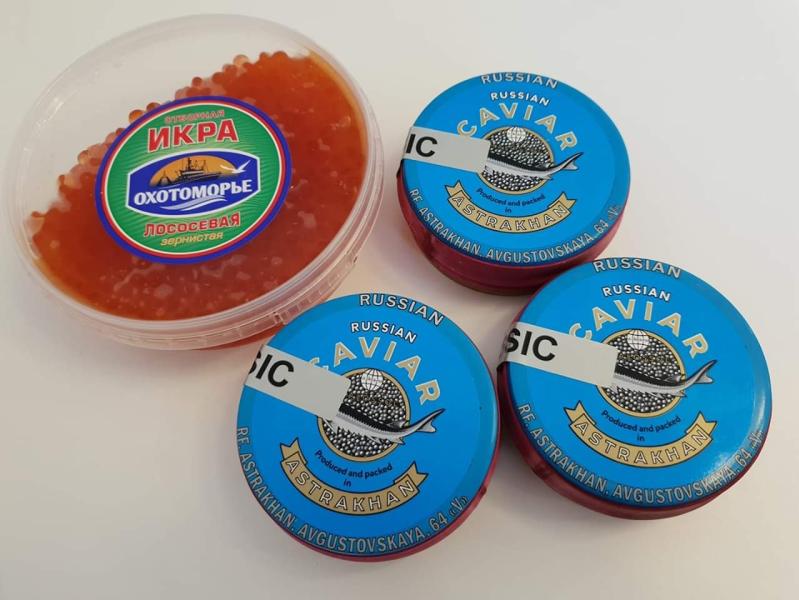 ОТБОРНАЯ
ИКРА
ОХОТОМОРЬЕ
ЛОСОСЕВАЯ
зернистая
RUSSIAN
RUSSIAN
CAVIAR
IC
Produced and packed
in
ASTRAKHAN
RF, ASTRAKHAN, AVGUSTOVSKAYA, 64 «V»
RUSSIAN
RUSSIAN
CAVIAR
SIC
Produced and packed
in
ASTRAKHAN
RF, ASTRAKHAN, AVGUSTOVSKAYA, 64 «V»
RUSSIAN
RUSSIAN
CAVIAR
SIC
Produced and packed
in
ASTRAKHAN
RF, ASTRAKHAN, AVGUSTOVSKAYA, 64 «V»